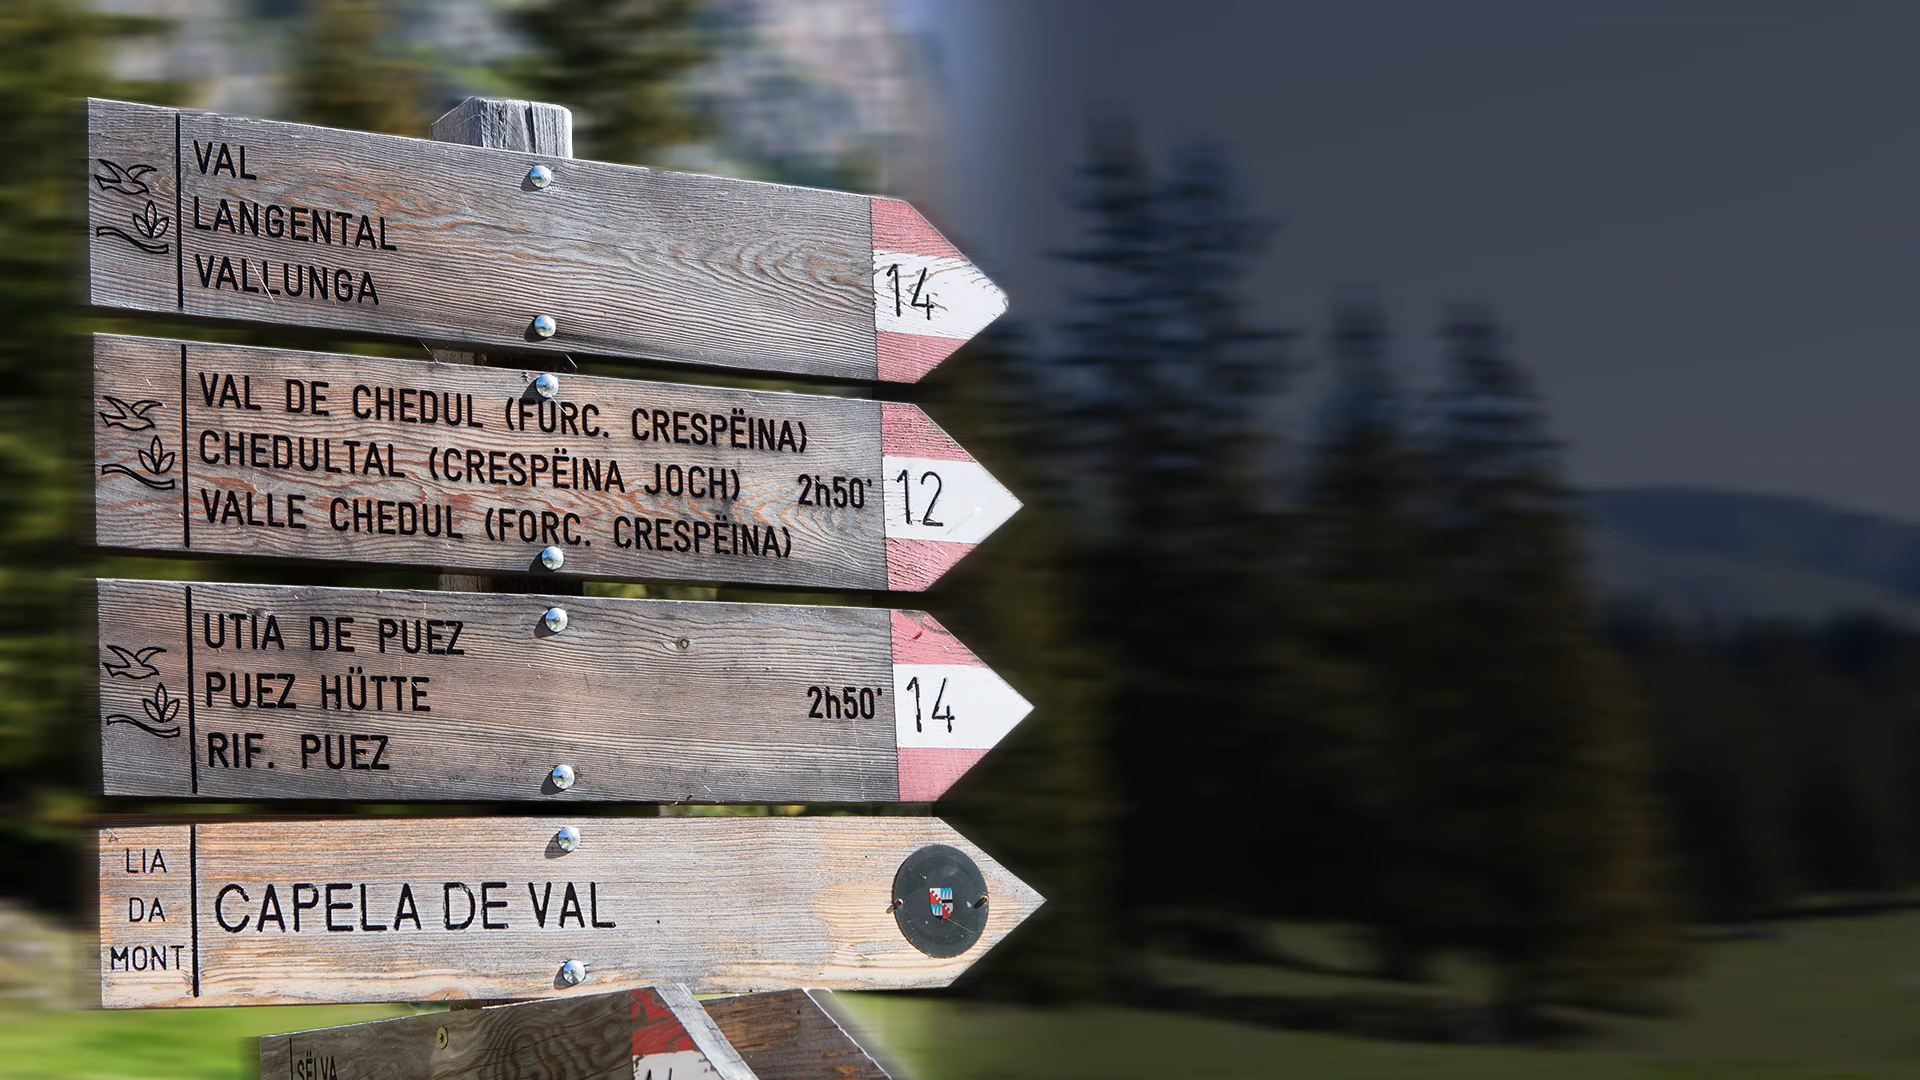 VAL
LANGENTAL
VALLUNGA
14
VAL DE CHEDUL (FURC. CRESPËINA)
CHEDULTAL (CRESPËINA JOCH) 2h50'
VALLE CHEDUL (FORC. CRESPËINA)
12
UTIA DE PUEZ
PUEZ HÜTTE 2h50'
RIF. PUEZ
14
LIA
DA
MONT
CAPELA DE VAL
SËLVA